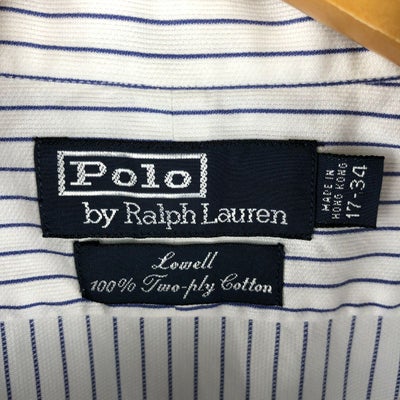 Polo
by Ralph Lauren
MADE IN
HONG KONG
17-34
Lowell
100% Two-ply Cotton